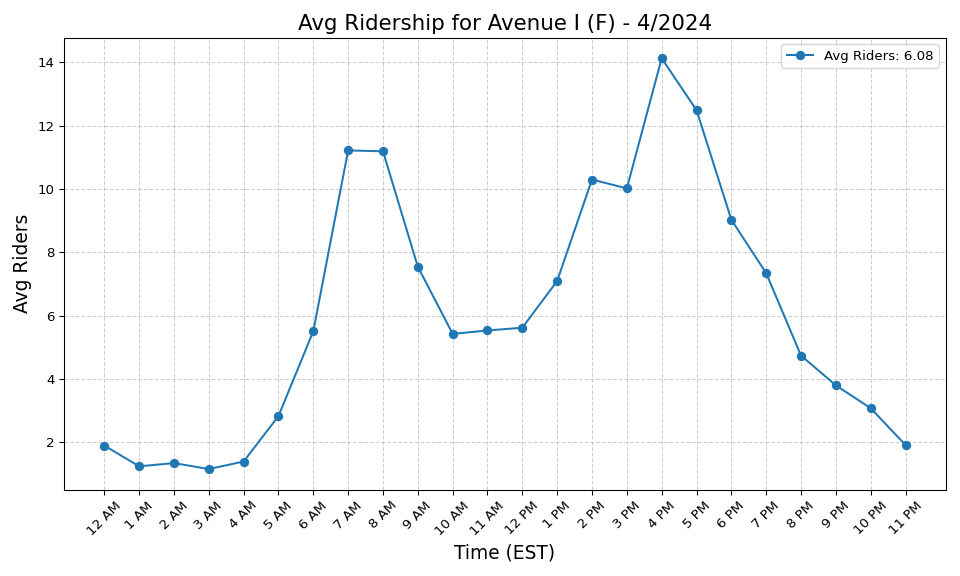 Avg Ridership for Avenue I (F) - 4/2024
Avg Riders: 6.08
Avg Riders
14
12
10
8
6
4
2
12 AM
1 AM
2 AM
3 AM
4 AM
5 AM
6 AM
7 AM
8 AM
9 AM
10 AM
11 AM
12 PM
1 PM
2 PM
3 PM
4 PM
5 PM
6 PM
7 PM
8 PM
9 PM
10 PM
11 PM
Time (EST)